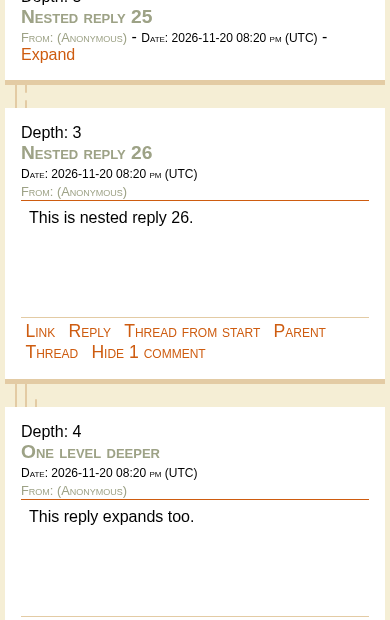 Nested reply 25
From: (Anonymous) - Date: 2026-11-20 08:20 pm (UTC) -
Expand
Depth: 3
Nested reply 26
Date: 2026-11-20 08:20 pm (UTC)
From: (Anonymous)
This is nested reply 26.
Link Reply Thread from start Parent
Thread Hide 1 comment
Depth: 4
One level deeper
Date: 2026-11-20 08:20 pm (UTC)
From: (Anonymous)
This reply expands too.